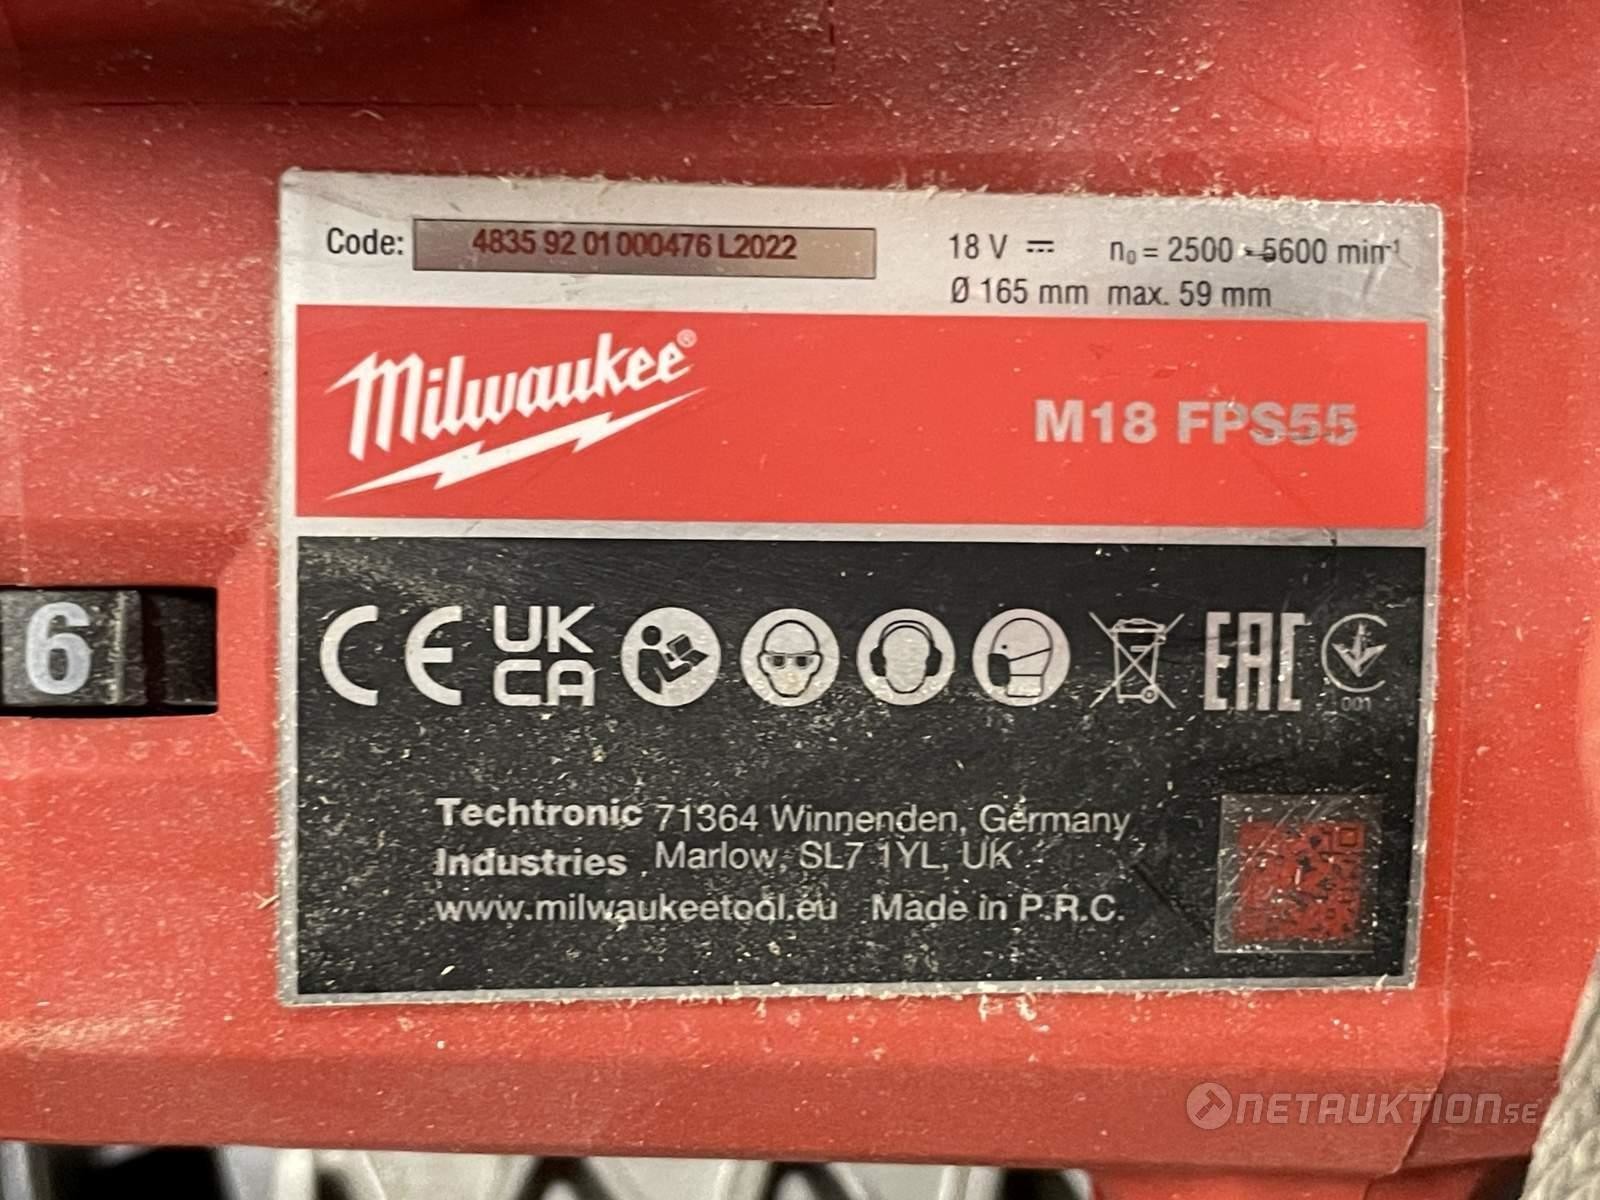 Code: 4835 92 01 000476 L2022
18 V n₀ = 2500 - 5600 min⁻¹
Ø 165 mm max. 59 mm
Milwaukee®
M18 FPS55
6
CE UK CA EAC
001
Techtronic 71364 Winnenden, Germany
Industries Marlow, SL7 1YL, UK
www.milwaukeetool.eu Made in P.R.C.
NETAUKTION.SE